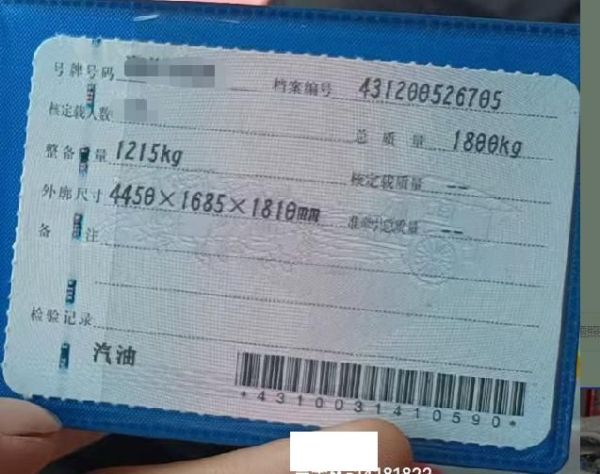 号牌号码
档案编号 431200526705
核定载人数
总质量 1800kg
整备质量 1215kg
核定载质量 --
外廓尺寸 4450×1685×1810mm
准牵引总质量 --
备注
检验记录
汽油
*4310031410590*